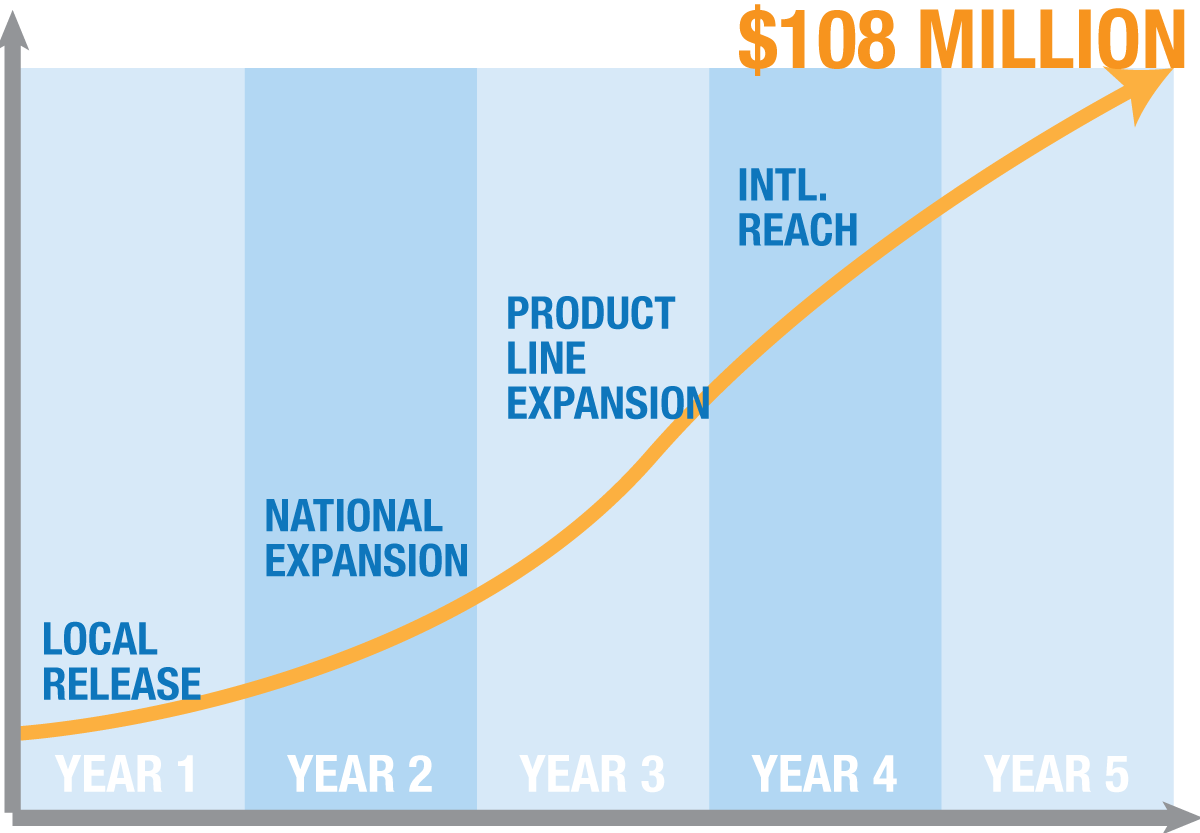 $108 MILLION
INTL.
REACH
PRODUCT
LINE
EXPANSION
NATIONAL
EXPANSION
LOCAL
RELEASE
YEAR 1
YEAR 2
YEAR 3
YEAR 4
YEAR 5